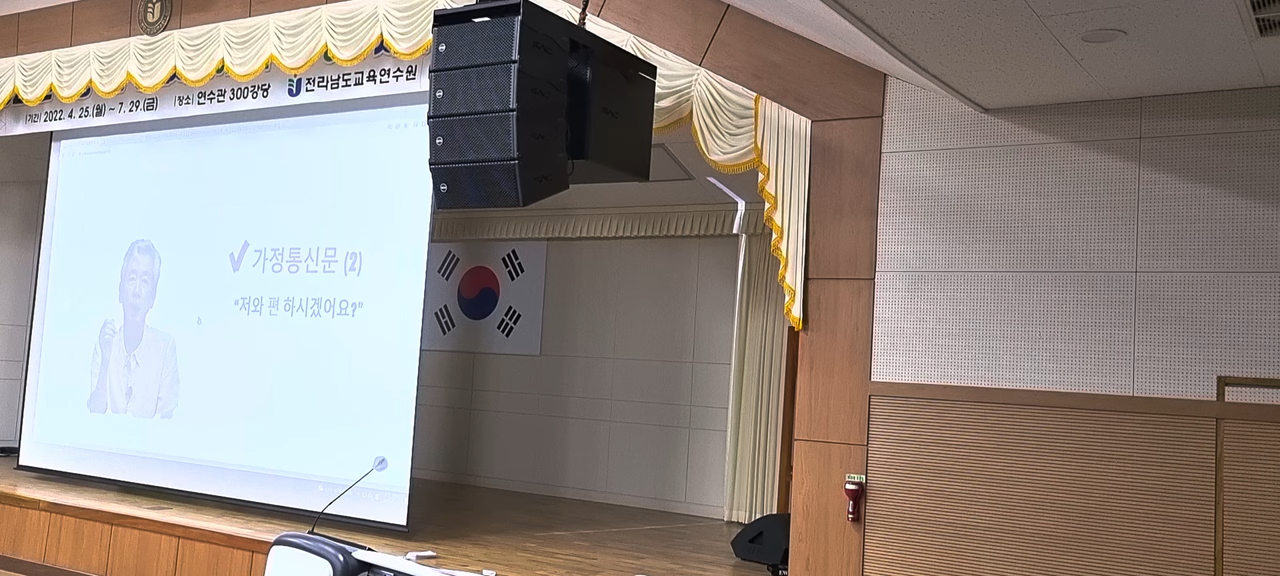 |기간| 2022. 4. 25.(월) ~ 7. 29.(금) |장소| 연수관 300강당 전라남도교육연수원
✓ 가정통신문 (2)
“저와 편 하시겠어요?”